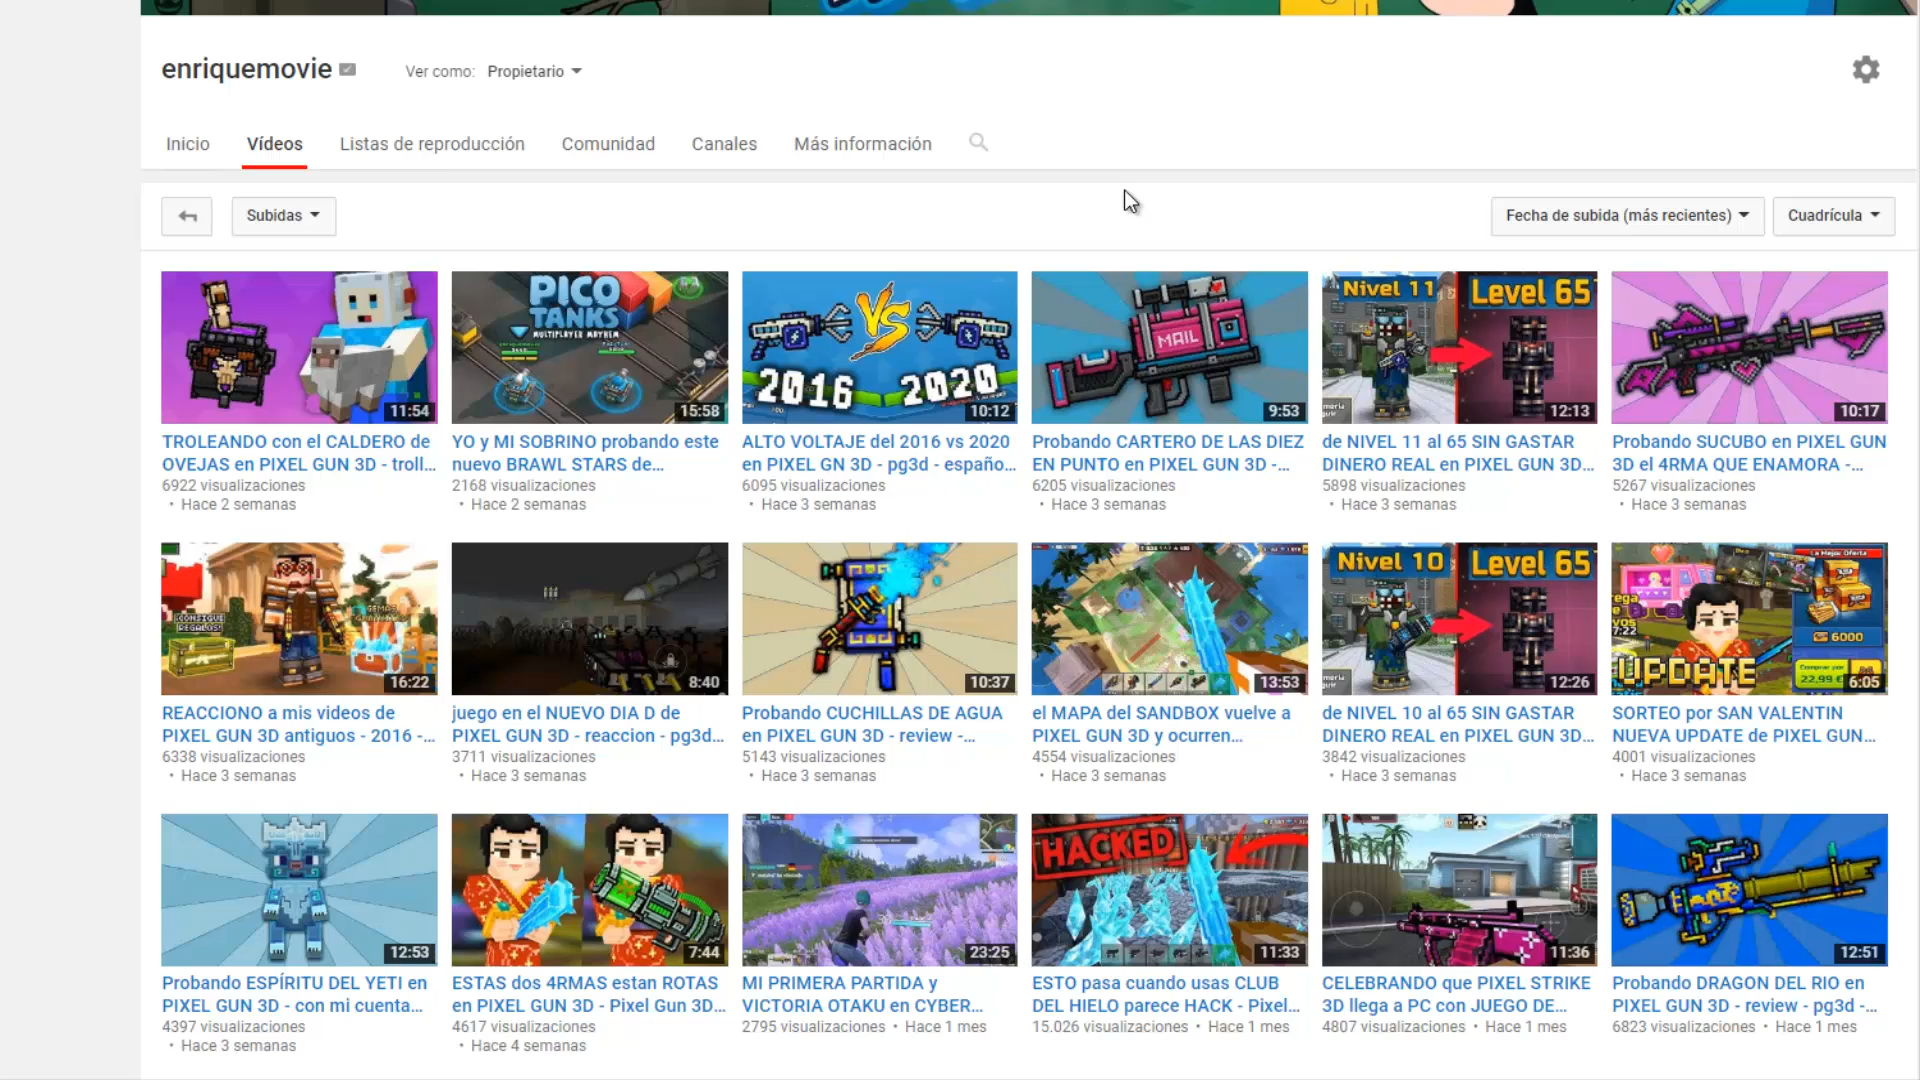 enriquemovie
Ver como: Propietario
Inicio Vídeos Listas de reproducción Comunidad Canales Más información
Subidas
Fecha de subida (más recientes) Cuadrícula
11:54
PICO
TANKS
MULTIPLAYER MAYHEM
15:58
VS
2016 2020
10:12
MAIL
9:53
Nivel 11 Level 65
12:13
10:17
TROLEANDO con el CALDERO de
OVEJAS en PIXEL GUN 3D - troll...
6922 visualizaciones
• Hace 2 semanas
YO y MI SOBRINO probando este
nuevo BRAWL STARS de...
2168 visualizaciones
• Hace 2 semanas
ALTO VOLTAJE del 2016 vs 2020
en PIXEL GN 3D - pg3d - españo...
6095 visualizaciones
• Hace 3 semanas
Probando CARTERO DE LAS DIEZ
EN PUNTO en PIXEL GUN 3D -...
6205 visualizaciones
• Hace 3 semanas
de NIVEL 11 al 65 SIN GASTAR
DINERO REAL en PIXEL GUN 3D...
5898 visualizaciones
• Hace 3 semanas
Probando SUCUBO en PIXEL GUN
3D el 4RMA QUE ENAMORA -...
5267 visualizaciones
• Hace 3 semanas
¡CONSIGUE
REGALOS!
GEMAS
16:22
8:40
10:37
13:53
Nivel 10 Level 65
12:26
La Mejor Oferta
6000
UPDATE
Comprar por
22,99 €
6:05
REACCIONO a mis videos de
PIXEL GUN 3D antiguos - 2016 -...
6338 visualizaciones
• Hace 3 semanas
juego en el NUEVO DIA D de
PIXEL GUN 3D - reaccion - pg3d...
3711 visualizaciones
• Hace 3 semanas
Probando CUCHILLAS DE AGUA
en PIXEL GUN 3D - review -...
5143 visualizaciones
• Hace 3 semanas
el MAPA del SANDBOX vuelve a
PIXEL GUN 3D y ocurren...
4554 visualizaciones
• Hace 3 semanas
de NIVEL 10 al 65 SIN GASTAR
DINERO REAL en PIXEL GUN 3D...
3842 visualizaciones
• Hace 3 semanas
SORTEO por SAN VALENTIN
NUEVA UPDATE de PIXEL GUN...
4001 visualizaciones
• Hace 3 semanas
12:53
7:44
23:25
HACKED
11:33
11:36
12:51
Probando ESPÍRITU DEL YETI en
PIXEL GUN 3D - con mi cuenta...
4397 visualizaciones
• Hace 3 semanas
ESTAS dos 4RMAS estan ROTAS
en PIXEL GUN 3D - Pixel Gun 3D...
4617 visualizaciones
• Hace 4 semanas
MI PRIMERA PARTIDA y
VICTORIA OTAKU en CYBER...
2795 visualizaciones • Hace 1 mes
ESTO pasa cuando usas CLUB
DEL HIELO parece HACK - Pixel...
15.026 visualizaciones • Hace 1 mes
CELEBRANDO que PIXEL STRIKE
3D llega a PC con JUEGO DE...
4807 visualizaciones • Hace 1 mes
Probando DRAGON DEL RIO en
PIXEL GUN 3D - review - pg3d -...
6823 visualizaciones • Hace 1 mes